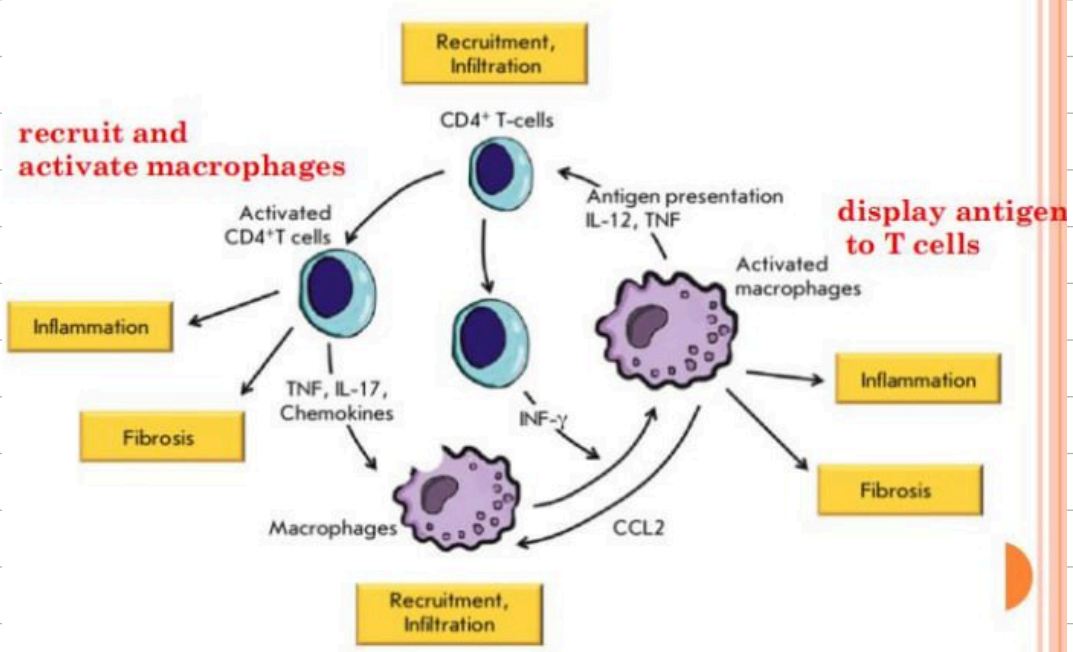 Recruitment,
Infiltration
CD4⁺ T-cells
recruit and
activate macrophages
Antigen presentation
IL-12, TNF
display antigen
to T cells
Activated
CD4⁺T cells
Activated
macrophages
Inflammation
Inflammation
TNF, IL-17,
Chemokines
INF-γ
Fibrosis
Fibrosis
Macrophages
CCL2
Recruitment,
Infiltration